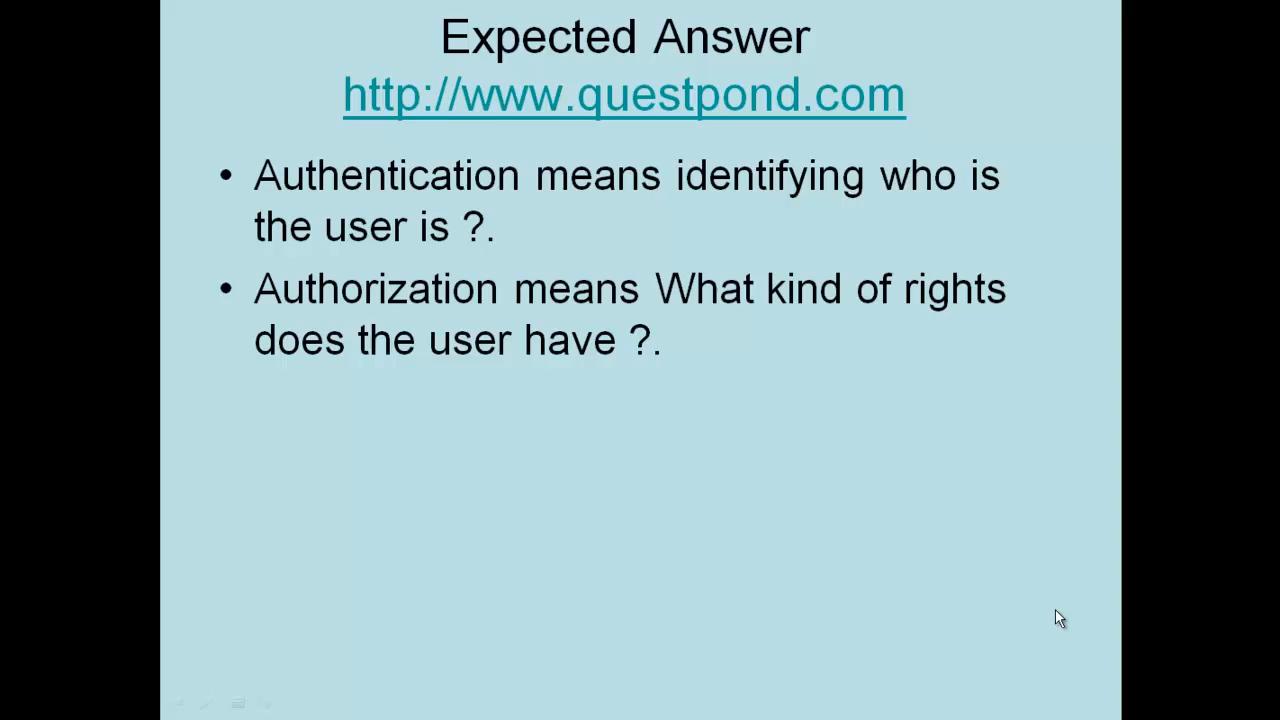 Expected Answer
http://www.questpond.com
• Authentication means identifying who is
the user is ?.
• Authorization means What kind of rights
does the user have ?.